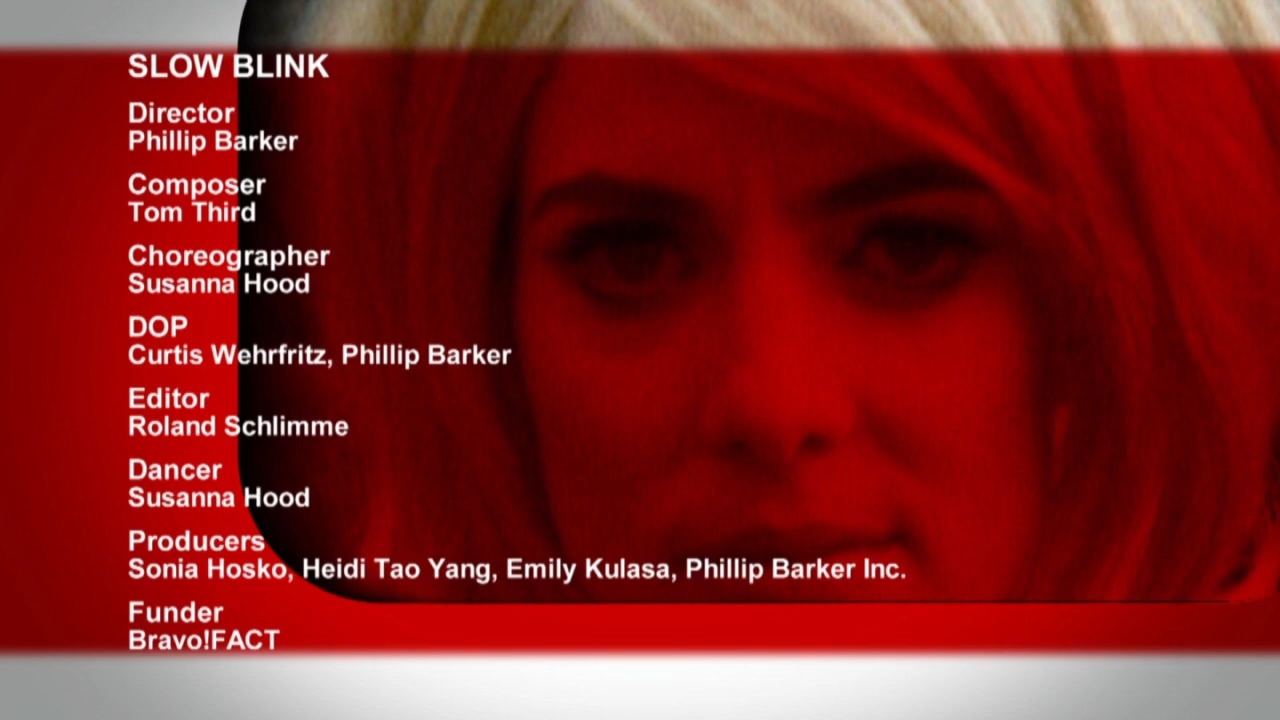 SLOW BLINK
Director
Phillip Barker
Composer
Tom Third
Choreographer
Susanna Hood
DOP
Curtis Wehrfritz, Phillip Barker
Editor
Roland Schlimme
Dancer
Susanna Hood
Producers
Sonia Hosko, Heidi Tao Yang, Emily Kulasa, Phillip Barker Inc.
Funder
Bravo!FACT